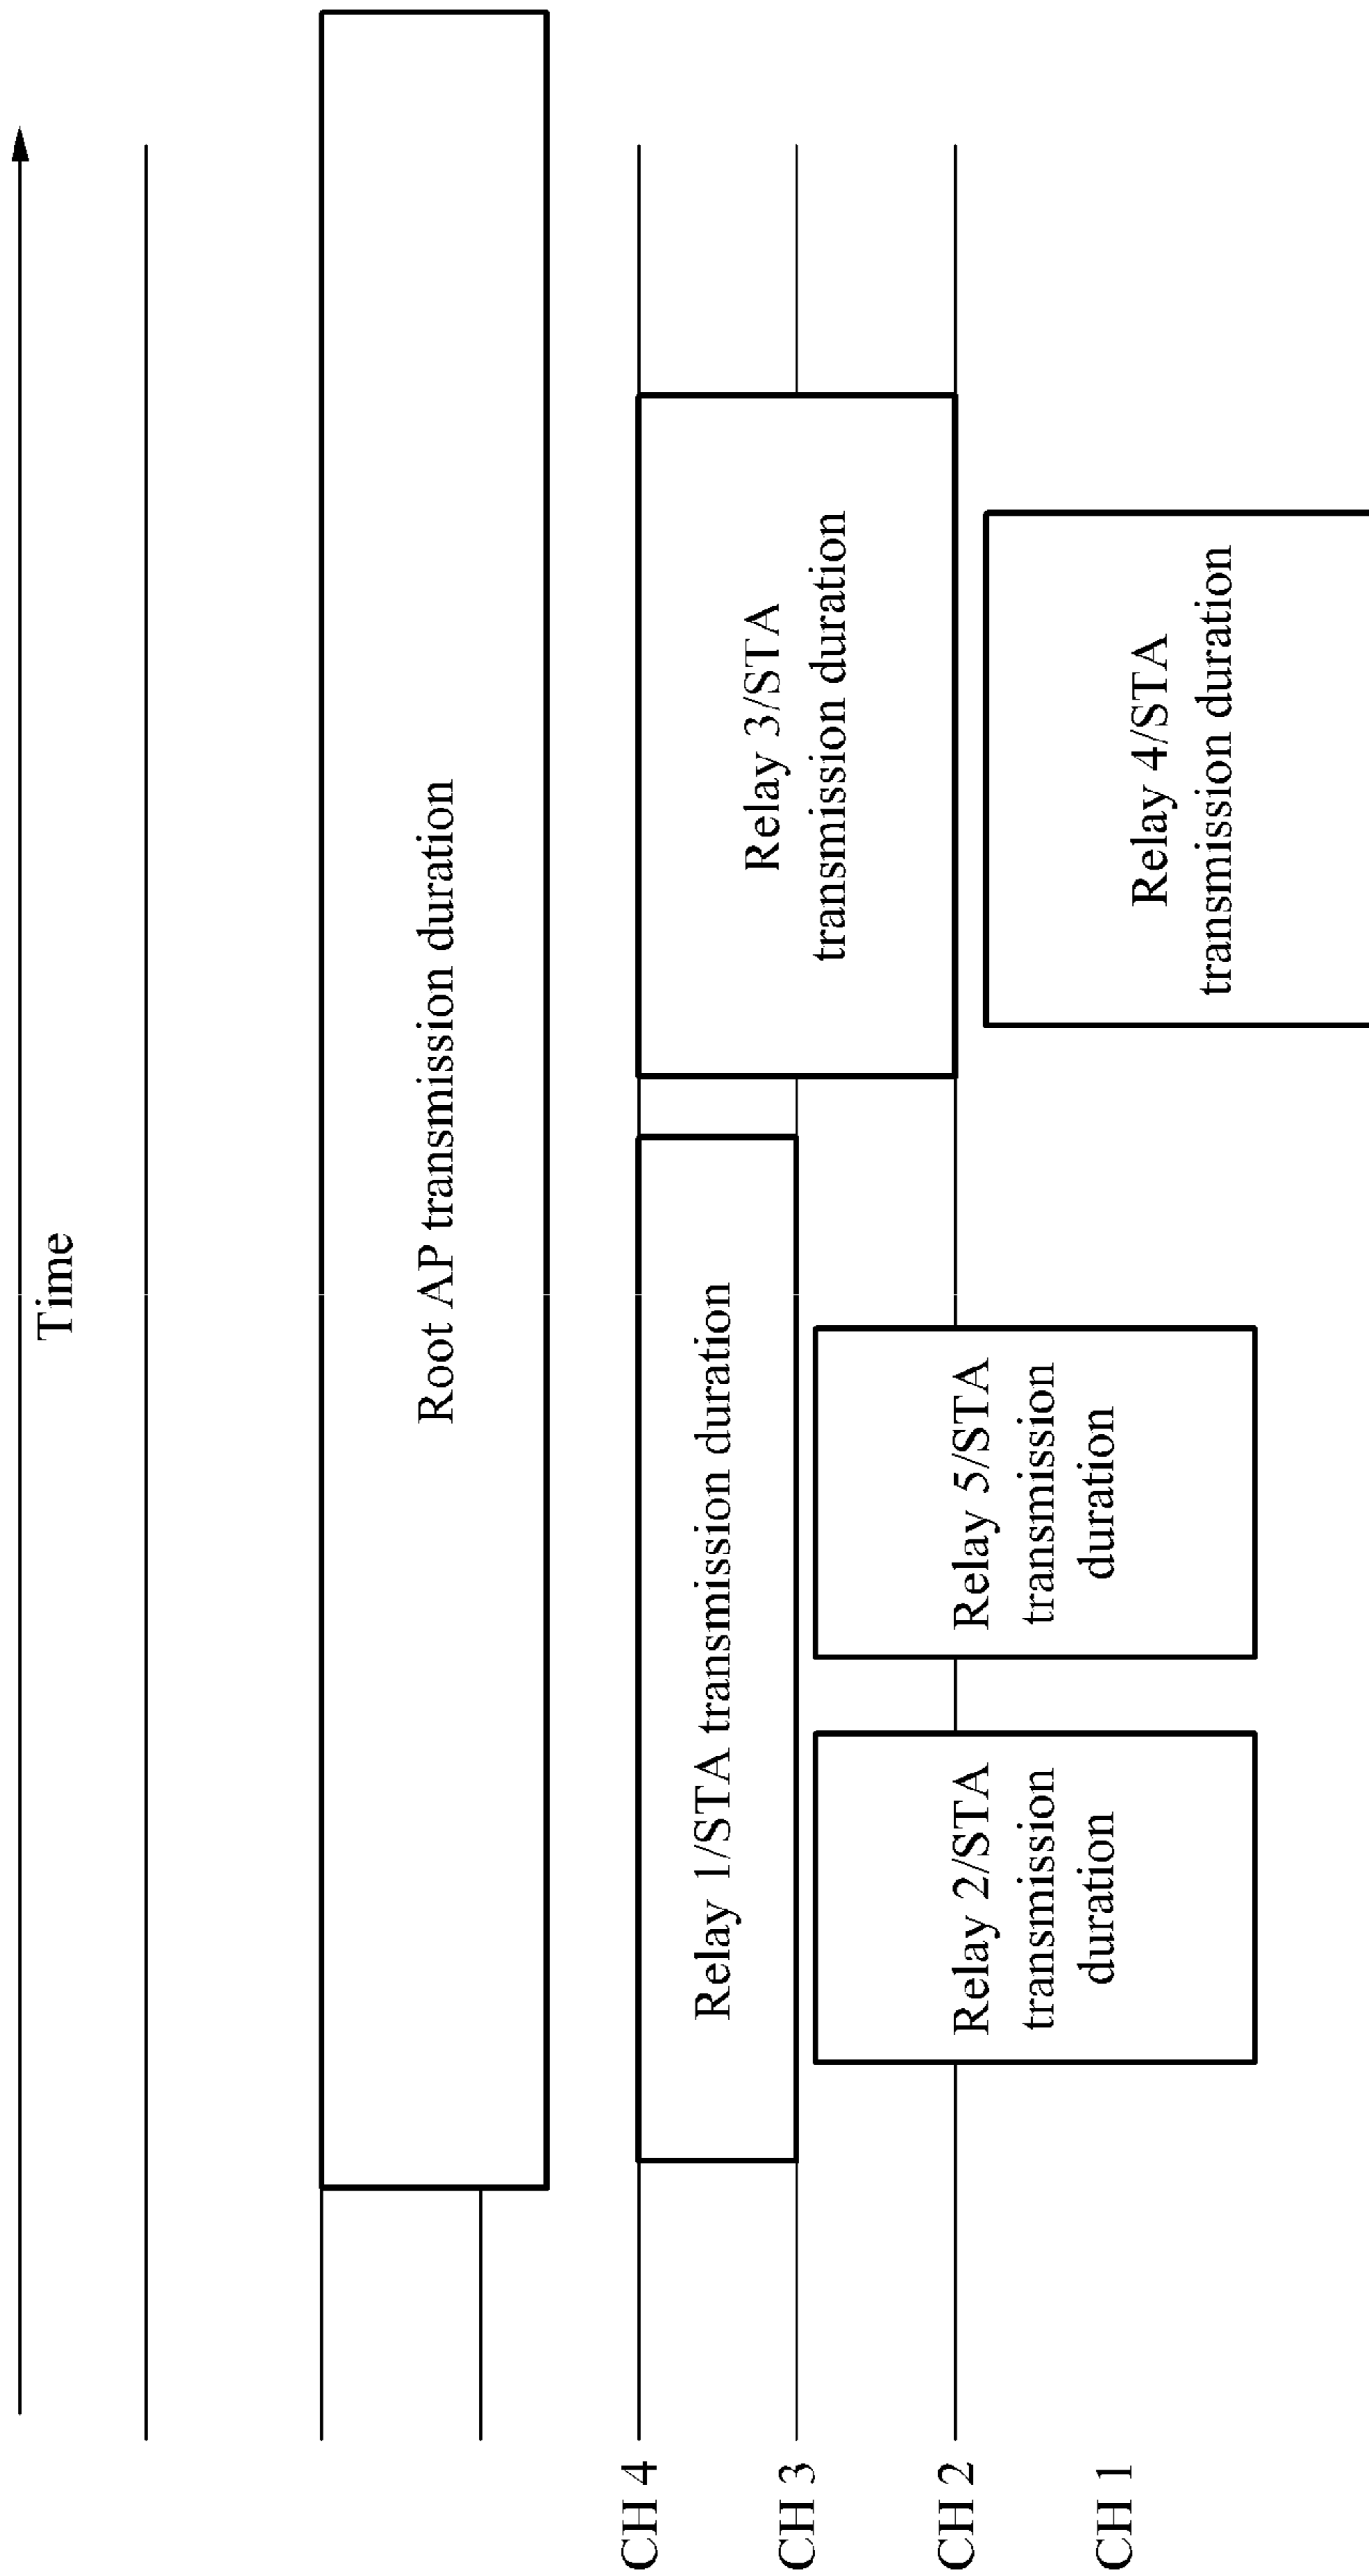 Time
Root AP transmission duration
Relay 1/STA transmission duration
Relay 3/STA
transmission duration
Relay 2/STA
transmission
duration
Relay 5/STA
transmission
duration
Relay 4/STA
transmission duration
CH 4
CH 3
CH 2
CH 1